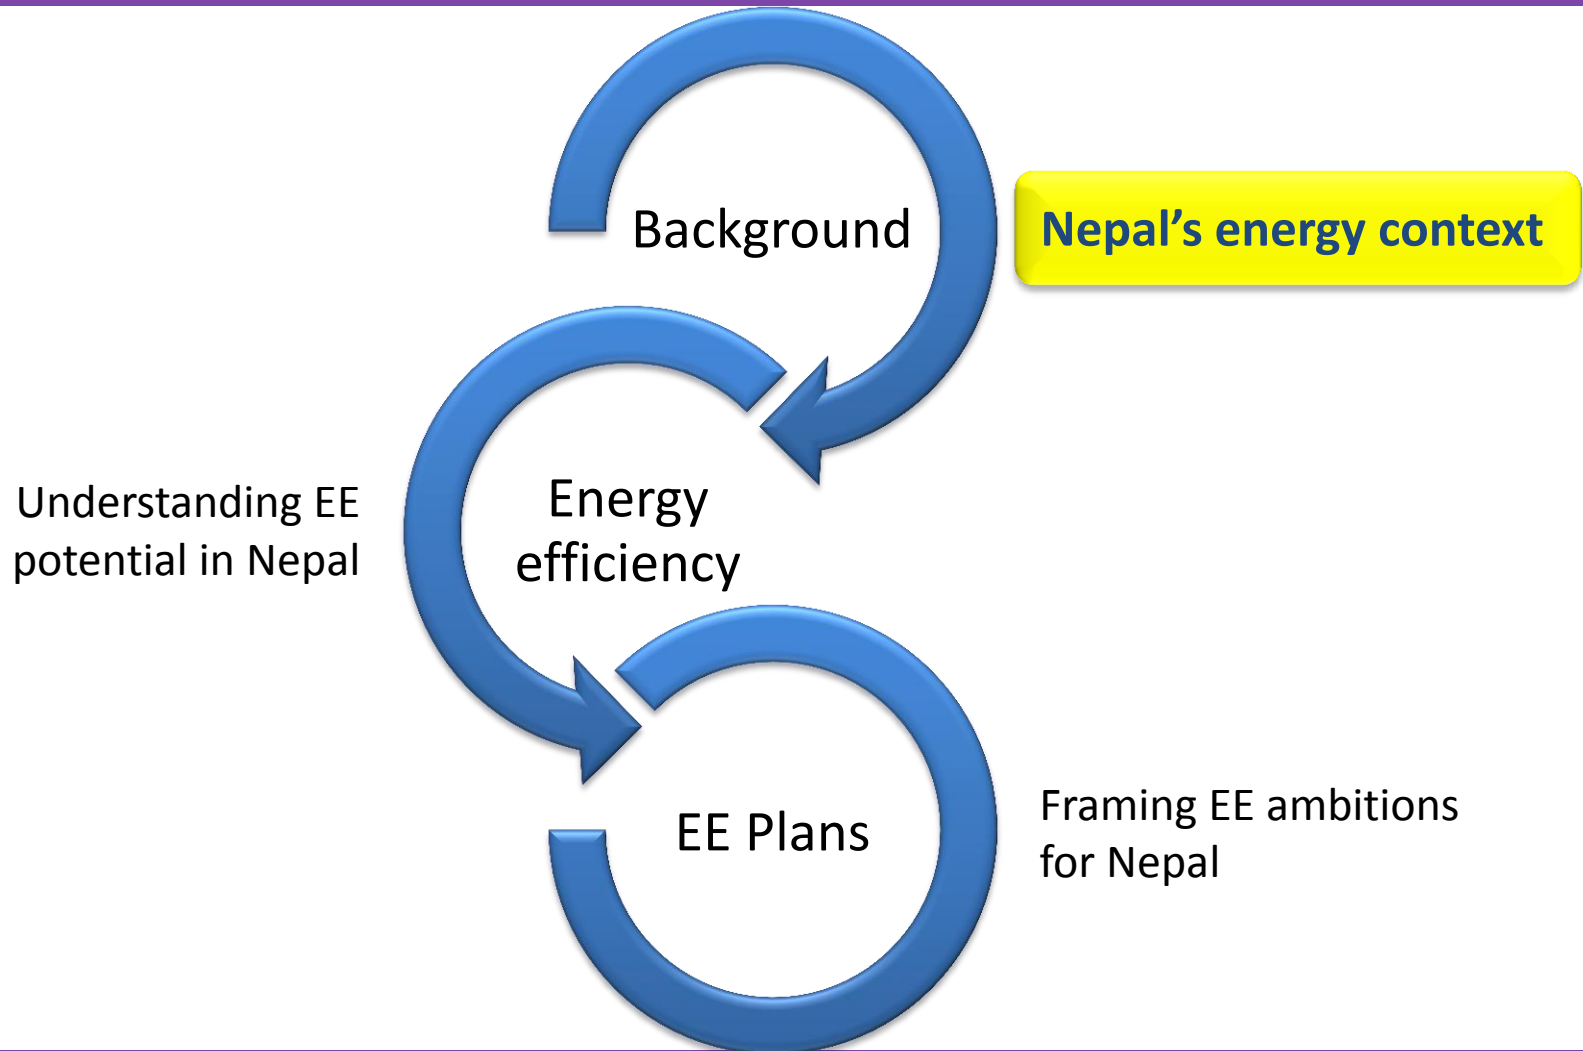 Background
Nepal’s energy context
Understanding EE
potential in Nepal
Energy
efficiency
EE Plans
Framing EE ambitions
for Nepal